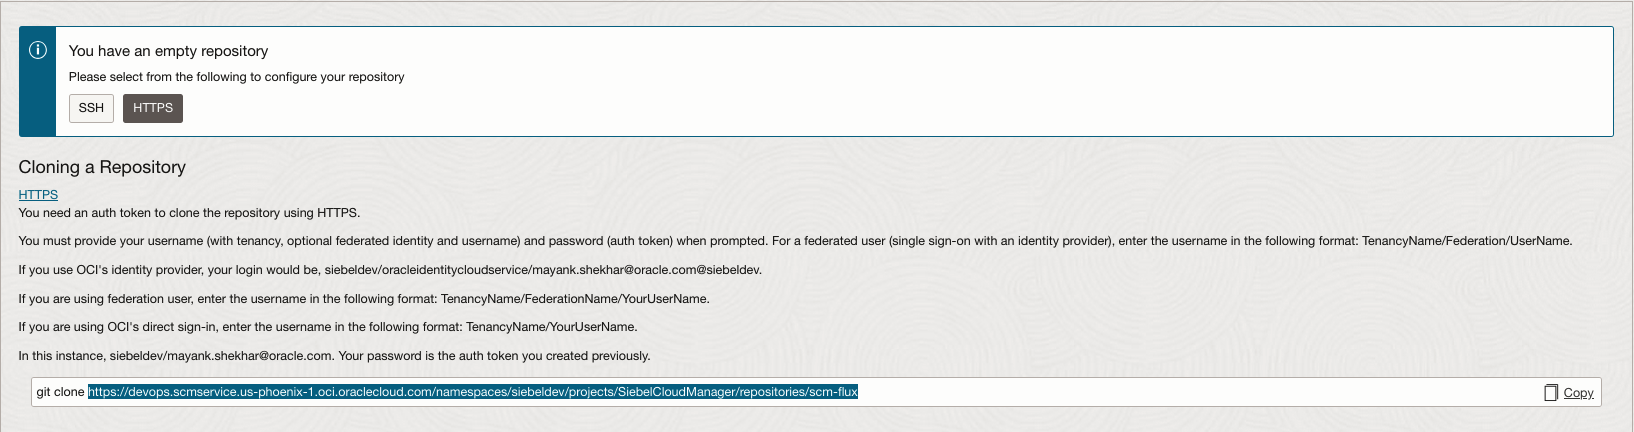 You have an empty repository
Please select from the following to configure your repository
SSH HTTPS
Cloning a Repository
HTTPS
You need an auth token to clone the repository using HTTPS.
You must provide your username (with tenancy, optional federated identity and username) and password (auth token) when prompted. For a federated user (single sign-on with an identity provider), enter the username in the following format: TenancyName/Federation/UserName.
If you use OCI's identity provider, your login would be, siebeldev/oracleidentitycloudservice/mayank.shekhar@oracle.com@siebeldev.
If you are using federation user, enter the username in the following format: TenancyName/FederationName/YourUserName.
If you are using OCI's direct sign-in, enter the username in the following format: TenancyName/YourUserName.
In this instance, siebeldev/mayank.shekhar@oracle.com. Your password is the auth token you created previously.
git clone https://devops.scmservice.us-phoenix-1.oci.oraclecloud.com/namespaces/siebeldev/projects/SiebelCloudManager/repositories/scm-flux Copy